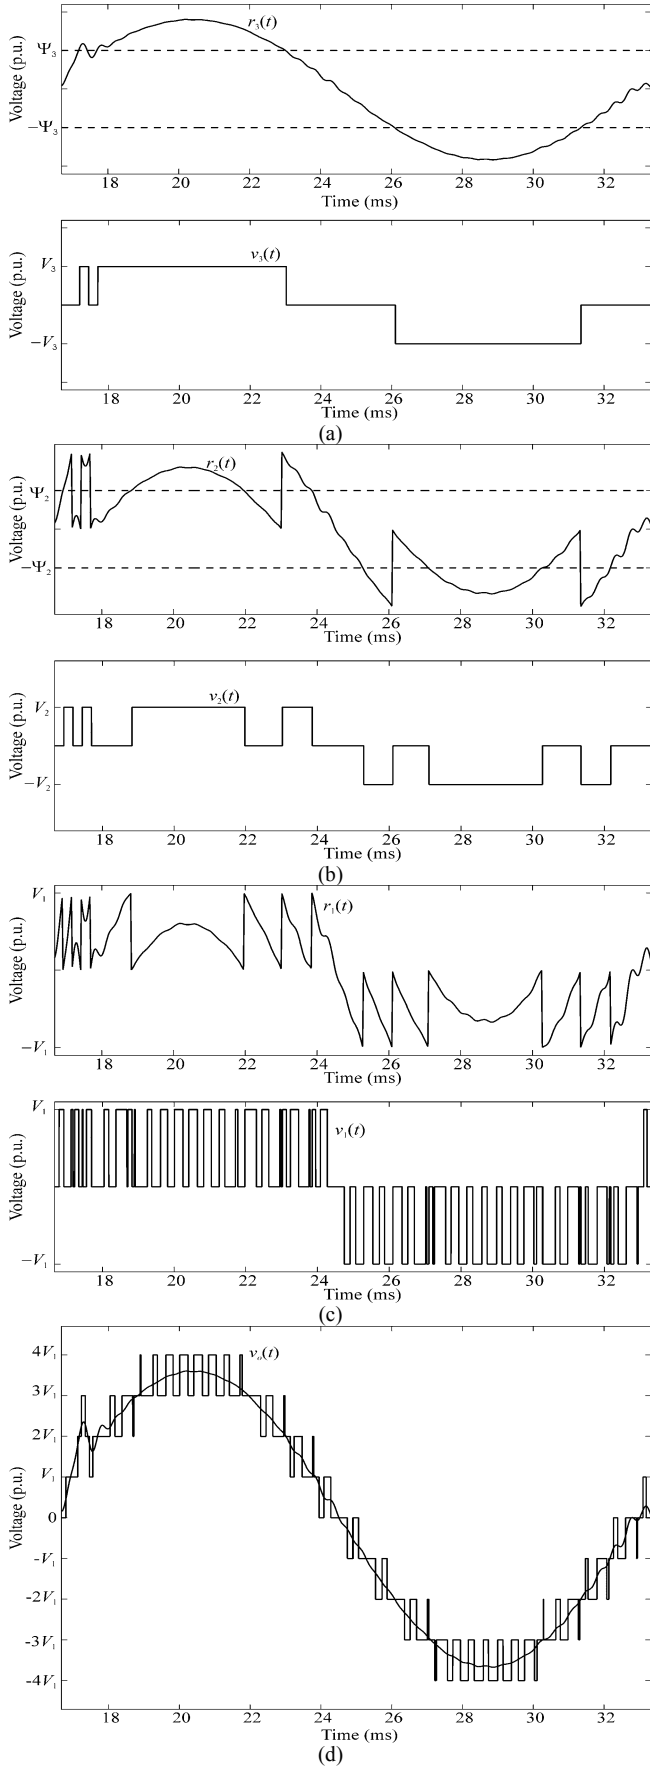 r₃(t)
Ψ₃
−Ψ₃
Voltage (p.u.)
18 20 22 24 26 28 30 32
Time (ms)
v₃(t)
V₃
−V₃
Voltage (p.u.)
18 20 22 24 26 28 30 32
Time (ms)
(a)
r₂(t)
Ψ₂
−Ψ₂
Voltage (p.u.)
18 20 22 24 26 28 30 32
Time (ms)
v₂(t)
V₂
−V₂
Voltage (p.u.)
18 20 22 24 26 28 30 32
Time (ms)
(b)
V₁
r₁(t)
−V₁
Voltage (p.u.)
18 20 22 24 26 28 30 32
Time (ms)
V₁
v₁(t)
−V₁
Voltage (p.u.)
18 20 22 24 26 28 30 32
Time (ms)
(c)
vₒ(t)
4V₁
3V₁
2V₁
V₁
0
-V₁
-2V₁
-3V₁
-4V₁
Voltage (p.u.)
18 20 22 24 26 28 30 32
Time (ms)
(d)